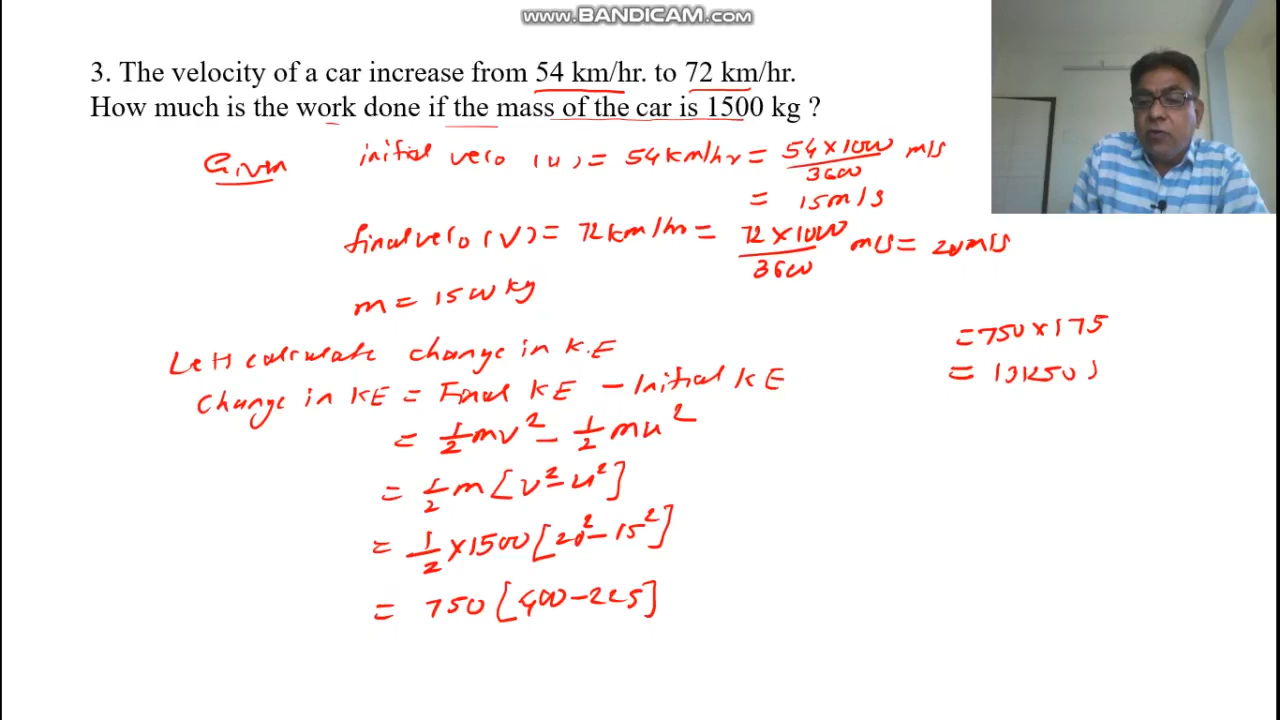 www.BANDICAM.com
3. The velocity of a car increase from 54 km/hr. to 72 km/hr.
How much is the work done if the mass of the car is 1500 kg ?
Given initial velo (u) = 54 km/hr = 54 × 1000 / 3600 m/s
= 15 m/s
final velo (V) = 72 km/hr = 72 × 1000 / 3600 m/s = 20 m/s
m = 1500 kg
Let calculate change in K.E
Change in KE = Final KE – Initial KE
= 1/2 mv² – 1/2 mu²
= 1/2 m [v² – u²]
= 1/2 × 1500 [20² – 15²]
= 750 [400 – 225]
= 750 × 175
= 131250 J